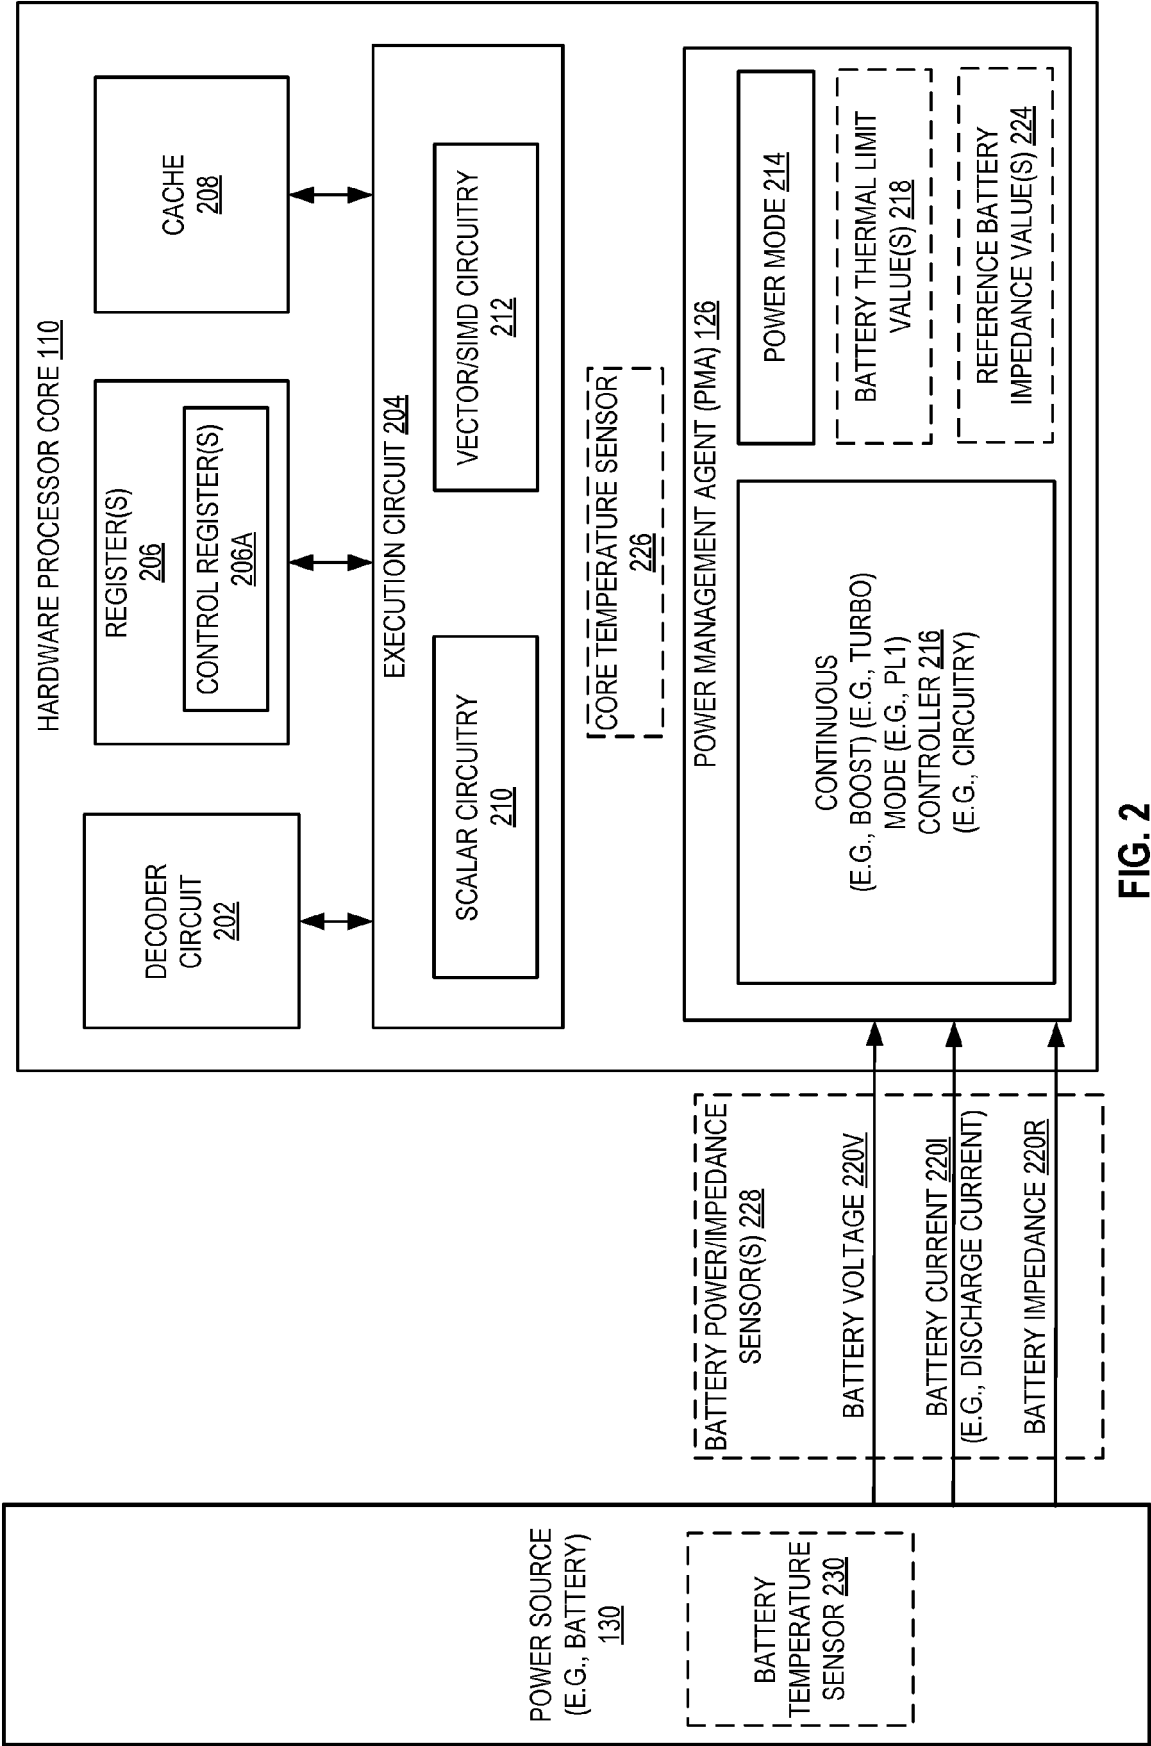 HARDWARE PROCESSOR CORE 110
DECODER
CIRCUIT
202
REGISTER(S)
206
CONTROL REGISTER(S)
206A
CACHE
208
EXECUTION CIRCUIT 204
SCALAR CIRCUITRY
210
VECTOR/SIMD CIRCUITRY
212
CORE TEMPERATURE SENSOR
226
POWER MANAGEMENT AGENT (PMA) 126
CONTINUOUS
(E.G., BOOST) (E.G., TURBO)
MODE (E.G., PL1)
CONTROLLER 216
(E.G., CIRCUITRY)
POWER MODE 214
BATTERY THERMAL LIMIT
VALUE(S) 218
REFERENCE BATTERY
IMPEDANCE VALUE(S) 224
BATTERY POWER/IMPEDANCE
SENSOR(S) 228
BATTERY VOLTAGE 220V
BATTERY CURRENT 220I
(E.G., DISCHARGE CURRENT)
BATTERY IMPEDANCE 220R
POWER SOURCE
(E.G., BATTERY)
130
BATTERY
TEMPERATURE
SENSOR 230
FIG. 2